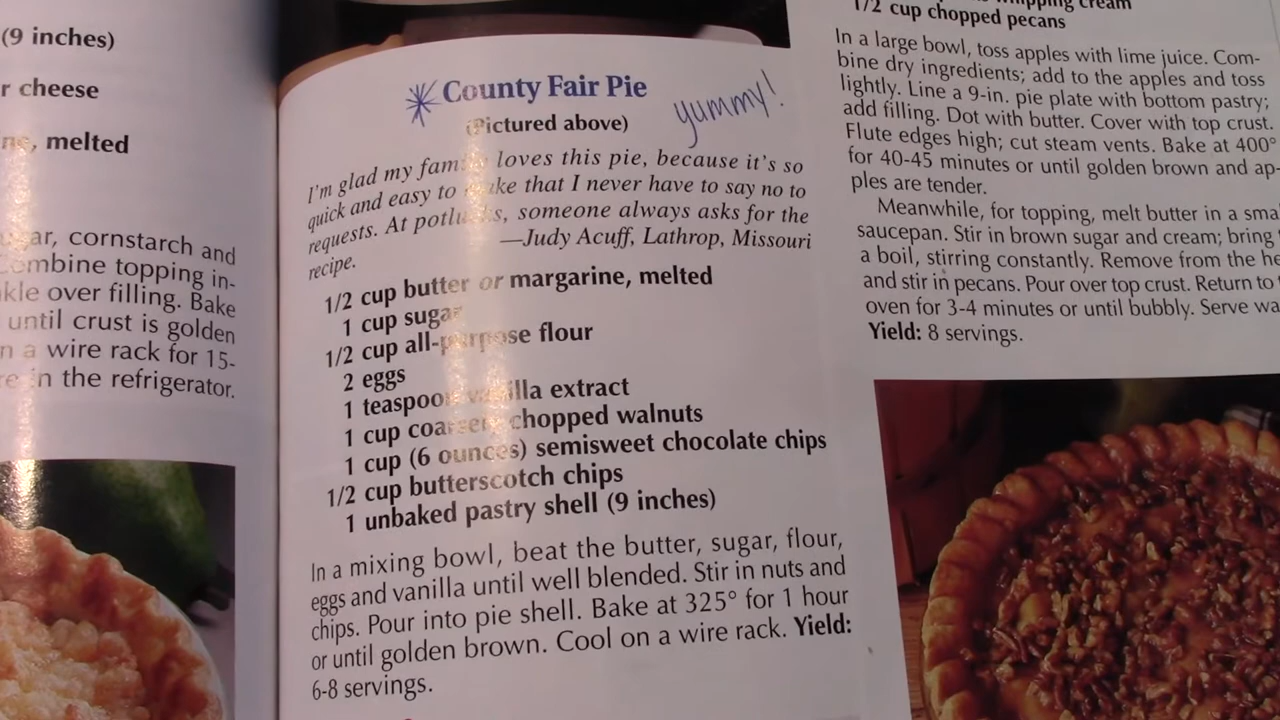 (9 inches)
r cheese
melted
ar, cornstarch and
ombine topping in-
kle over filling. Bake
until crust is golden
n a wire rack for 15-
re in the refrigerator.
County Fair Pie
yummy!
(Pictured above)
I'm glad my family loves this pie, because it's so
quick and easy to make that I never have to say no to
requests. At potlucks, someone always asks for the
recipe. —Judy Acuff, Lathrop, Missouri
1/2 cup butter or margarine, melted
1 cup sugar
1/2 cup all-purpose flour
2 eggs
1 teaspoon vanilla extract
1 cup coarsely chopped walnuts
1 cup (6 ounces) semisweet chocolate chips
1/2 cup butterscotch chips
1 unbaked pastry shell (9 inches)
In a mixing bowl, beat the butter, sugar, flour,
eggs and vanilla until well blended. Stir in nuts and
chips. Pour into pie shell. Bake at 325° for 1 hour
or until golden brown. Cool on a wire rack. Yield:
6-8 servings.
whipping cream
1/2 cup chopped pecans
In a large bowl, toss apples with lime juice. Com-
bine dry ingredients; add to the apples and toss
lightly. Line a 9-in. pie plate with bottom pastry;
add filling. Dot with butter. Cover with top crust.
Flute edges high; cut steam vents. Bake at 400°
for 40-45 minutes or until golden brown and ap-
ples are tender.
Meanwhile, for topping, melt butter in a smal
saucepan. Stir in brown sugar and cream; bring
a boil, stirring constantly. Remove from the he
and stir in pecans. Pour over top crust. Return to
oven for 3-4 minutes or until bubbly. Serve wa
Yield: 8 servings.